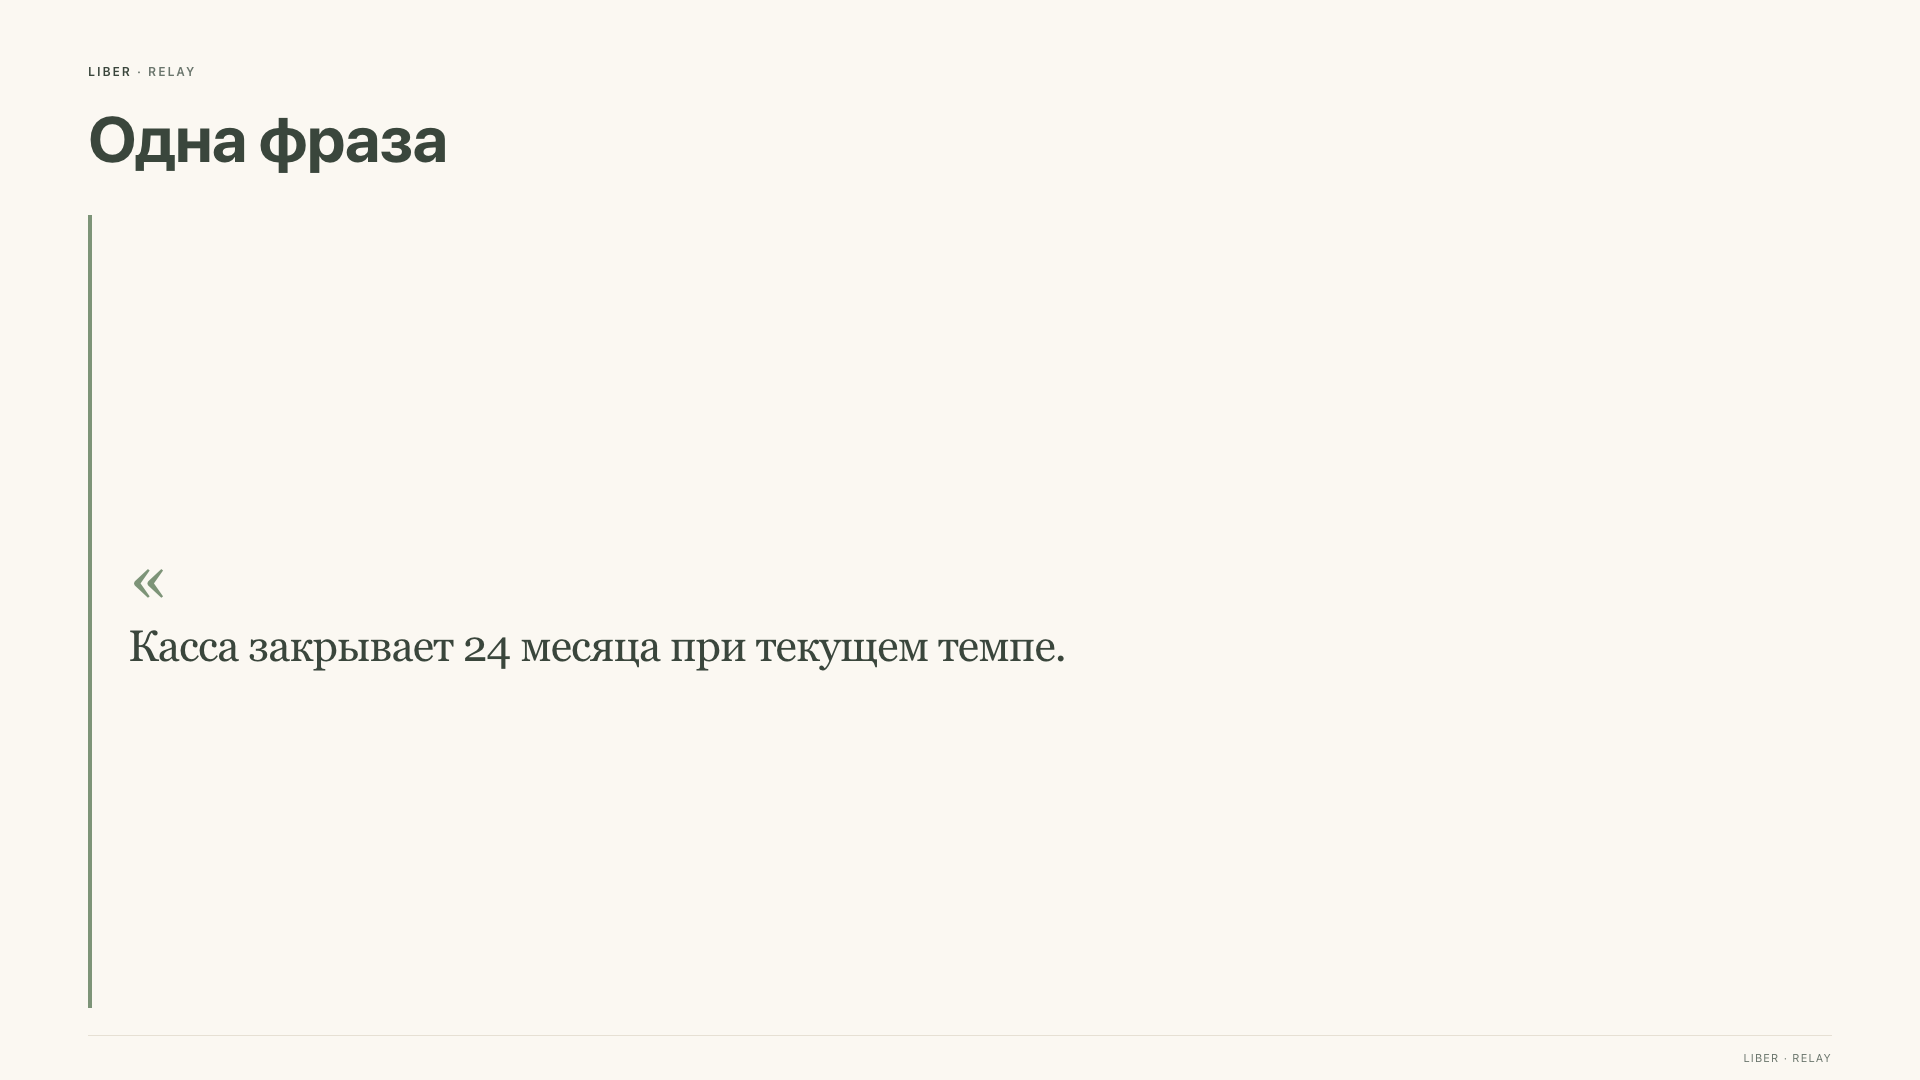 LIBER · RELAY
Одна фраза
«
Касса закрывает 24 месяца при текущем темпе.
LIBER · RELAY